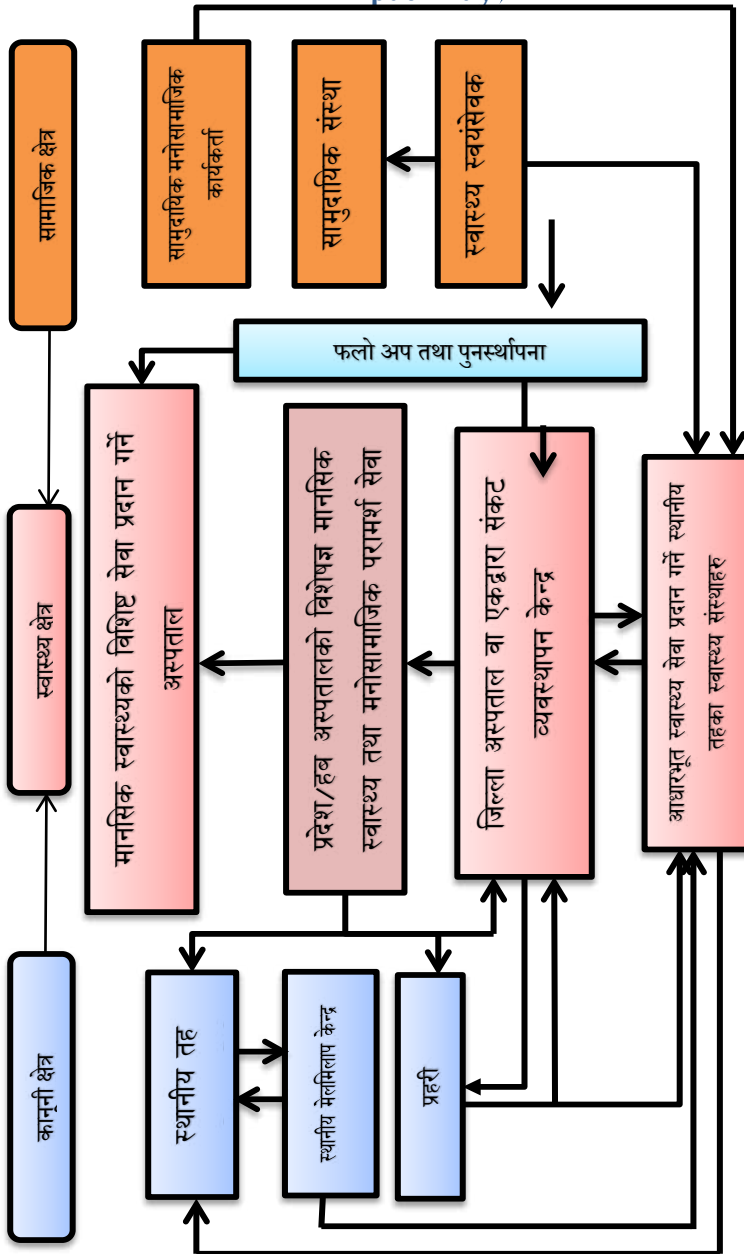 कानूनी क्षेत्र
स्वास्थ्य क्षेत्र
सामाजिक क्षेत्र
स्थानीय तह
मानसिक स्वास्थ्यको विशिष्ट सेवा प्रदान गर्ने
अस्पताल
सामुदायिक मनोसामाजिक
कार्यकर्ता
फलो अप तथा पुनर्स्थापना
स्थानीय मेलमिलाप केन्द्र
प्रदेश/हब अस्पतालको विशेषज्ञ मानसिक
स्वास्थ्य तथा मनोसामाजिक परामर्श सेवा
सामुदायिक संस्था
प्रहरी
जिल्ला अस्पताल वा एकद्वारा संकट
व्यवस्थापन केन्द्र
स्वास्थ्य स्वयंसेवक
आधारभूत स्वास्थ्य सेवा प्रदान गर्ने स्थानीय
तहका स्वास्थ्य संस्थाहरु